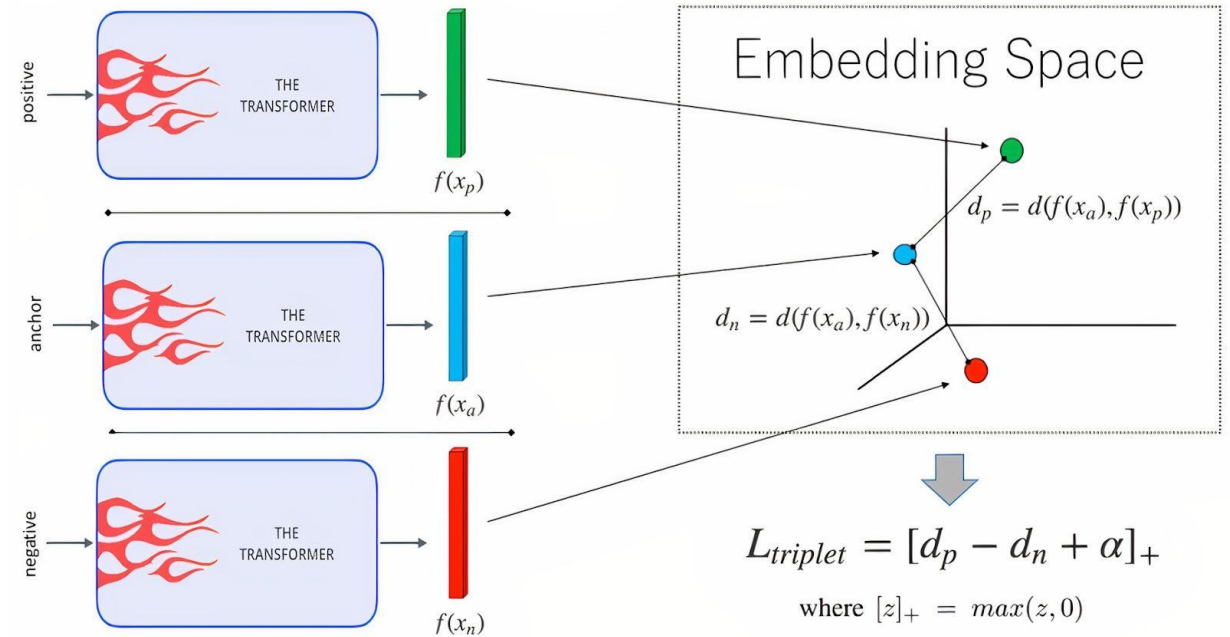 positive
THE
TRANSFORMER
f(x_p)
anchor
THE
TRANSFORMER
f(x_a)
negative
THE
TRANSFORMER
f(x_n)
Embedding Space
d_p = d(f(x_a), f(x_p))
d_n = d(f(x_a), f(x_n))
L_triplet = [d_p − d_n + α]_+
where [z]_+ = max(z, 0)